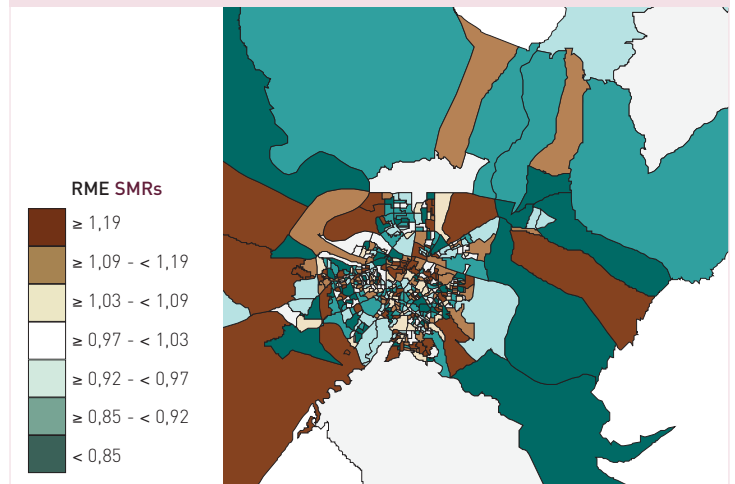 RME SMRs
≥ 1,19
≥ 1,09 - < 1,19
≥ 1,03 - < 1,09
≥ 0,97 - < 1,03
≥ 0,92 - < 0,97
≥ 0,85 - < 0,92
< 0,85